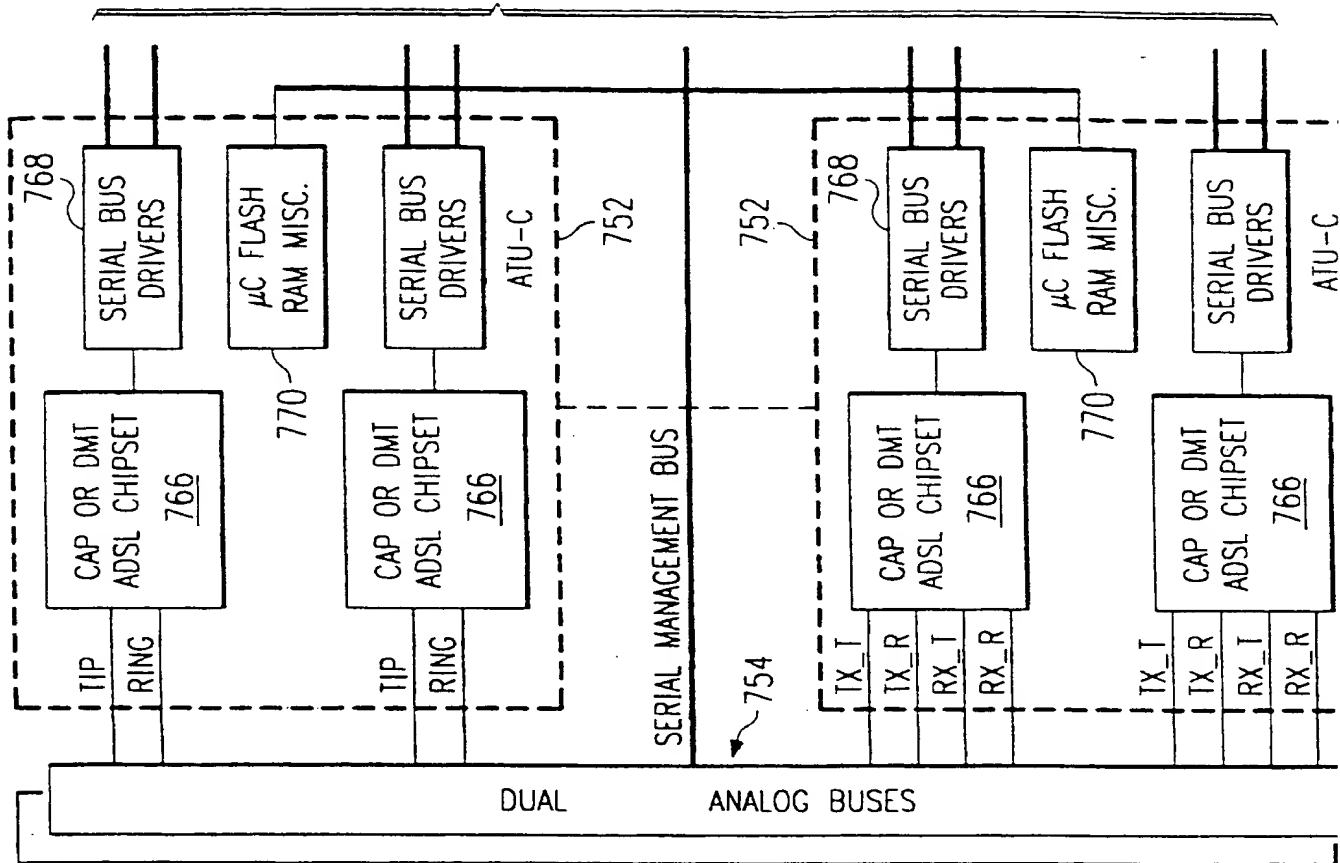 768
SERIAL BUS
DRIVERS
µC FLASH
RAM MISC.
770
SERIAL BUS
DRIVERS
ATU-C
752
CAP OR DMT
ADSL CHIPSET
766
CAP OR DMT
ADSL CHIPSET
766
TIP
RING
TIP
RING
SERIAL MANAGEMENT BUS
754
752
768
SERIAL BUS
DRIVERS
µC FLASH
RAM MISC.
770
SERIAL BUS
DRIVERS
ATU-C
CAP OR DMT
ADSL CHIPSET
766
CAP OR DMT
ADSL CHIPSET
766
TX_T
TX_R
RX_T
RX_R
TX_T
TX_R
RX_T
RX_R
DUAL ANALOG BUSES